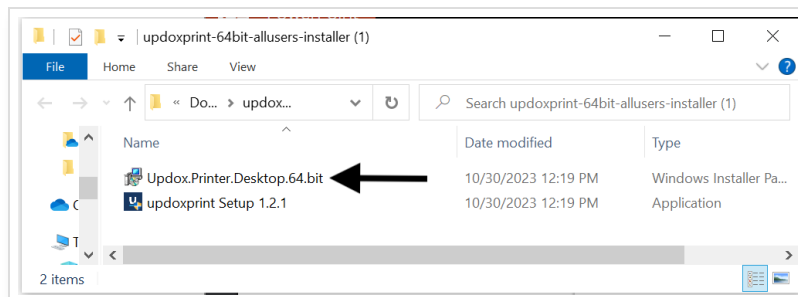 updoxprint-64bit-allusers-installer (1)
File Home Share View
« Do... > updox... Search updoxprint-64bit-allusers-installer (1)
Name Date modified Type
Updox.Printer.Desktop.64.bit 10/30/2023 12:19 PM Windows Installer Pa...
updoxprint Setup 1.2.1 10/30/2023 12:19 PM Application
2 items